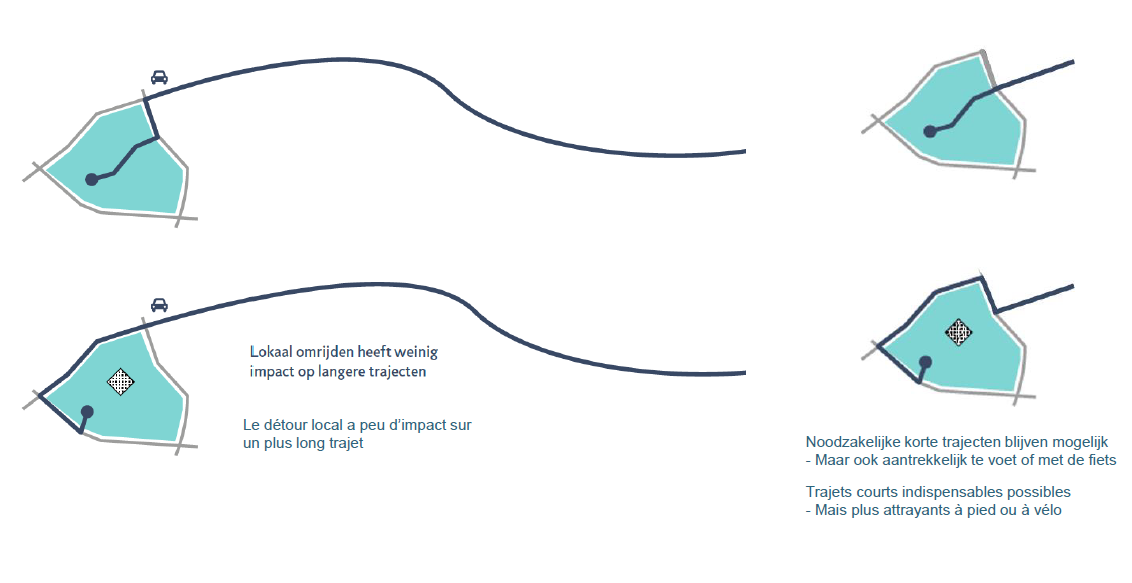 Lokaal omrijden heeft weinig
impact op langere trajecten
Le détour local a peu d'impact sur
un plus long trajet
Noodzakelijke korte trajecten blijven mogelijk
- Maar ook aantrekkelijk te voet of met de fiets
Trajets courts indispensables possibles
- Mais plus attrayants à pied ou à vélo